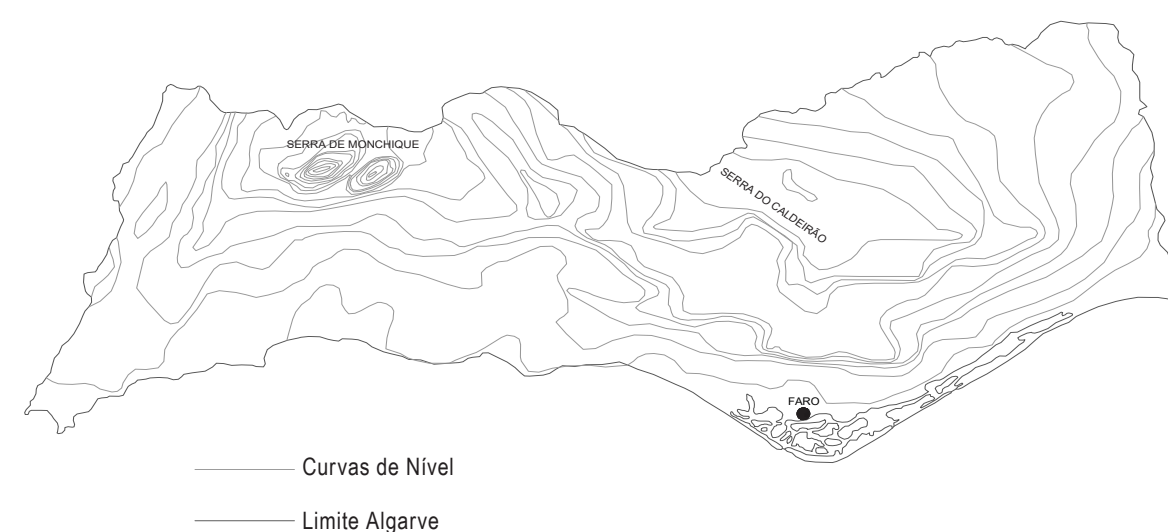 SERRA DE MONCHIQUE
SERRA DO CALDEIRÃO
FARO
Curvas de Nível
Limite Algarve